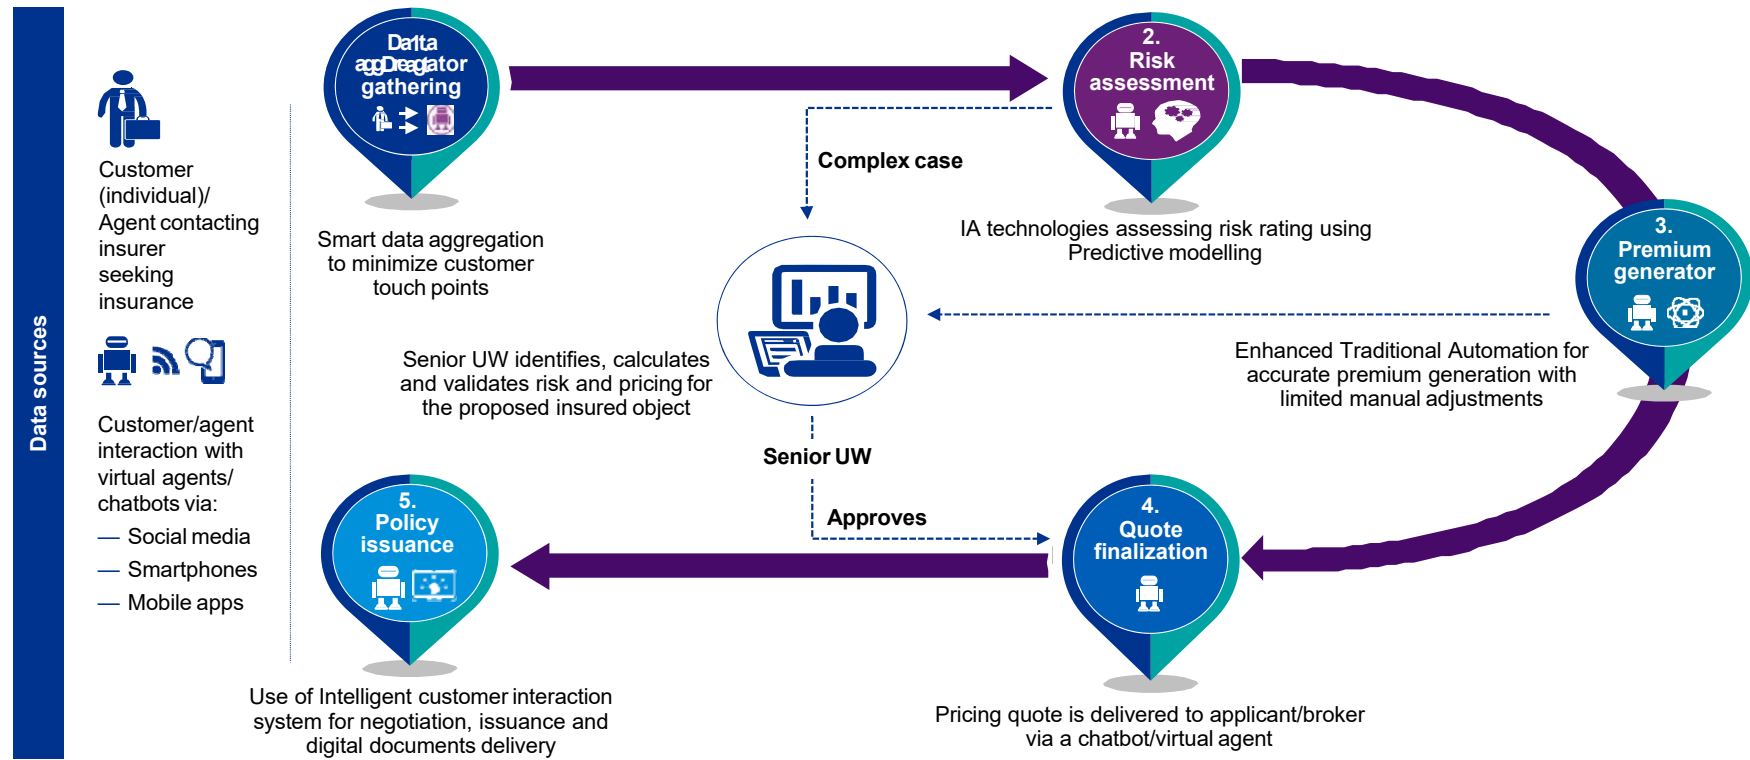 Data sources
Customer
(individual)/
Agent contacting
insurer
seeking
insurance
Customer/agent
interaction with
virtual agents/
chatbots via:
— Social media
— Smartphones
— Mobile apps
1.
Data
aggregator
gathering
Smart data aggregation
to minimize customer
touch points
2.
Risk
assessment
IA technologies assessing risk rating using
Predictive modelling
Complex case
3.
Premium
generator
Enhanced Traditional Automation for
accurate premium generation with
limited manual adjustments
Senior UW identifies, calculates
and validates risk and pricing for
the proposed insured object
Senior UW
Approves
4.
Quote
finalization
Pricing quote is delivered to applicant/broker
via a chatbot/virtual agent
5.
Policy
issuance
Use of Intelligent customer interaction
system for negotiation, issuance and
digital documents delivery